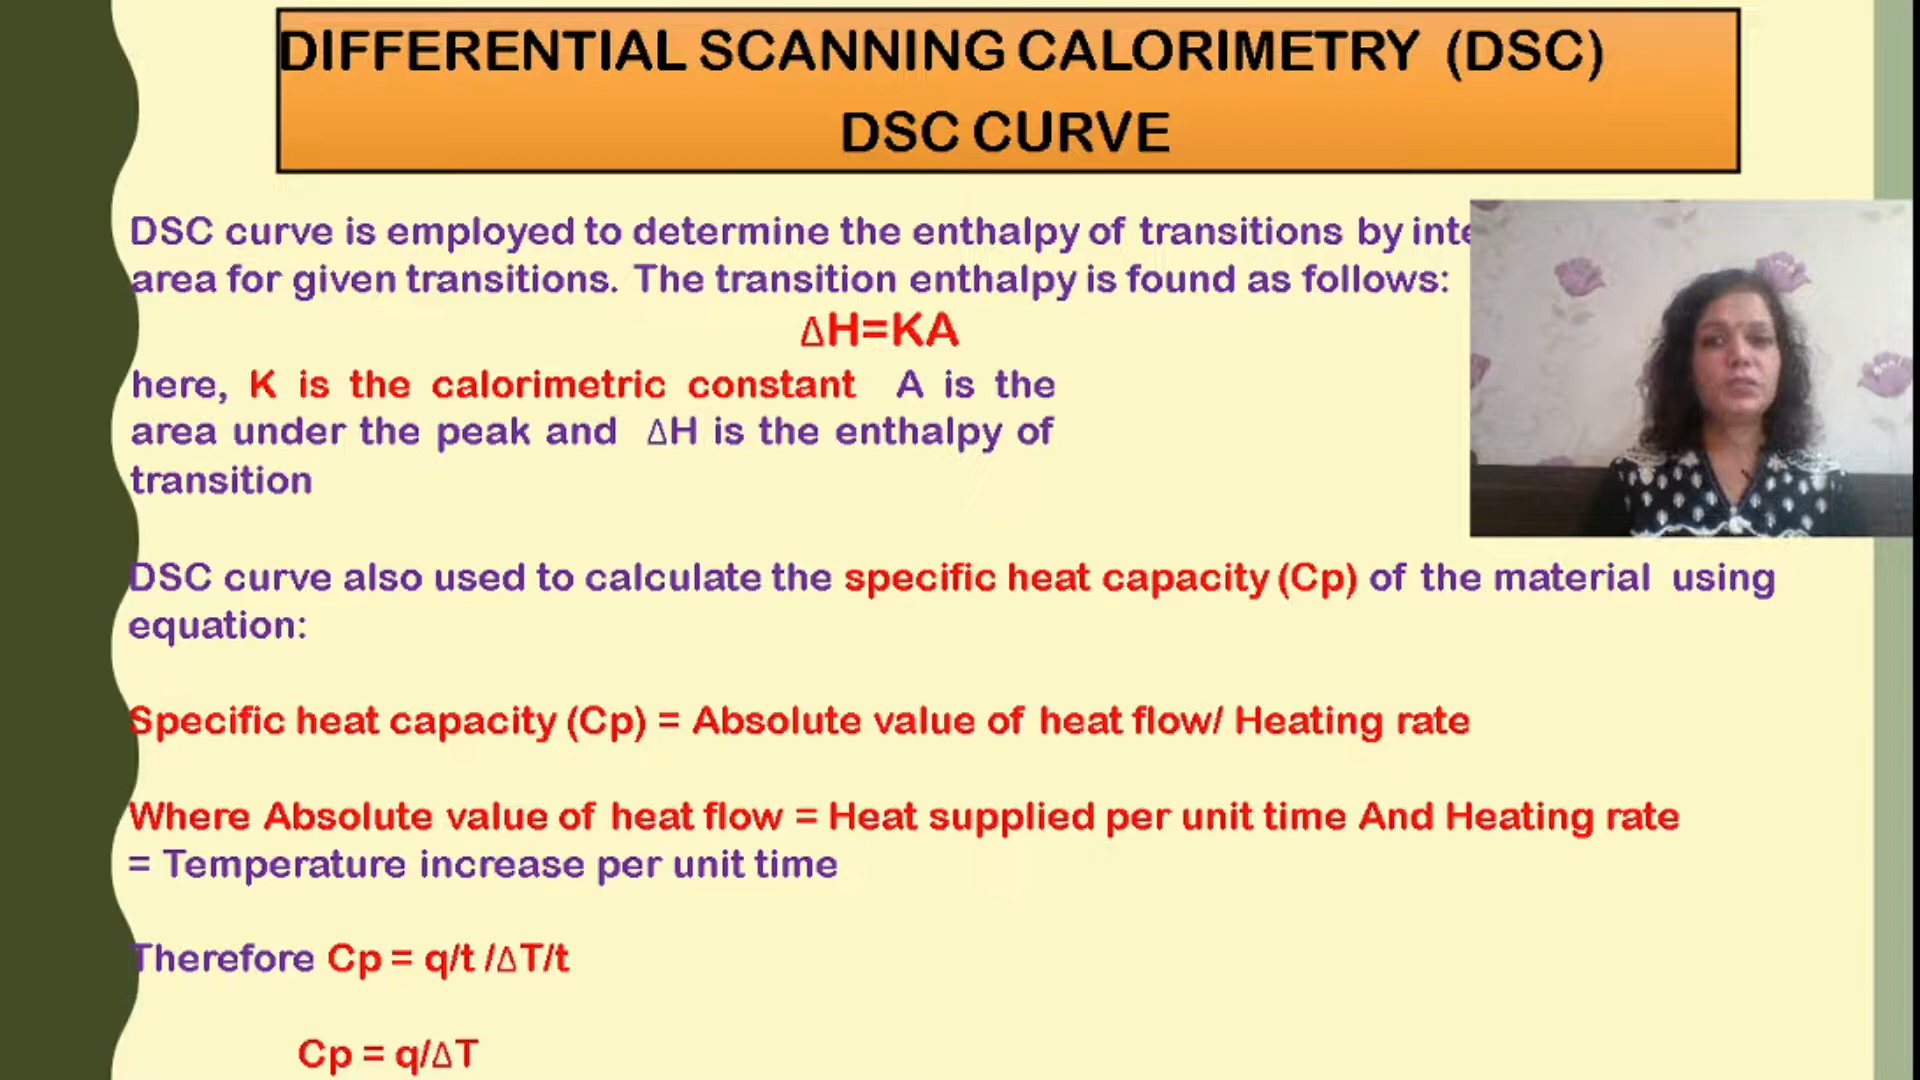 DIFFERENTIAL SCANNING CALORIMETRY (DSC)
DSC CURVE
DSC curve is employed to determine the enthalpy of transitions by inte
area for given transitions. The transition enthalpy is found as follows:
ΔH=KA
here, K is the calorimetric constant A is the
area under the peak and ΔH is the enthalpy of
transition
DSC curve also used to calculate the specific heat capacity (Cp) of the material using
equation:
Specific heat capacity (Cp) = Absolute value of heat flow/ Heating rate
Where Absolute value of heat flow = Heat supplied per unit time And Heating rate
= Temperature increase per unit time
Therefore Cp = q/t /ΔT/t
Cp = q/ΔT